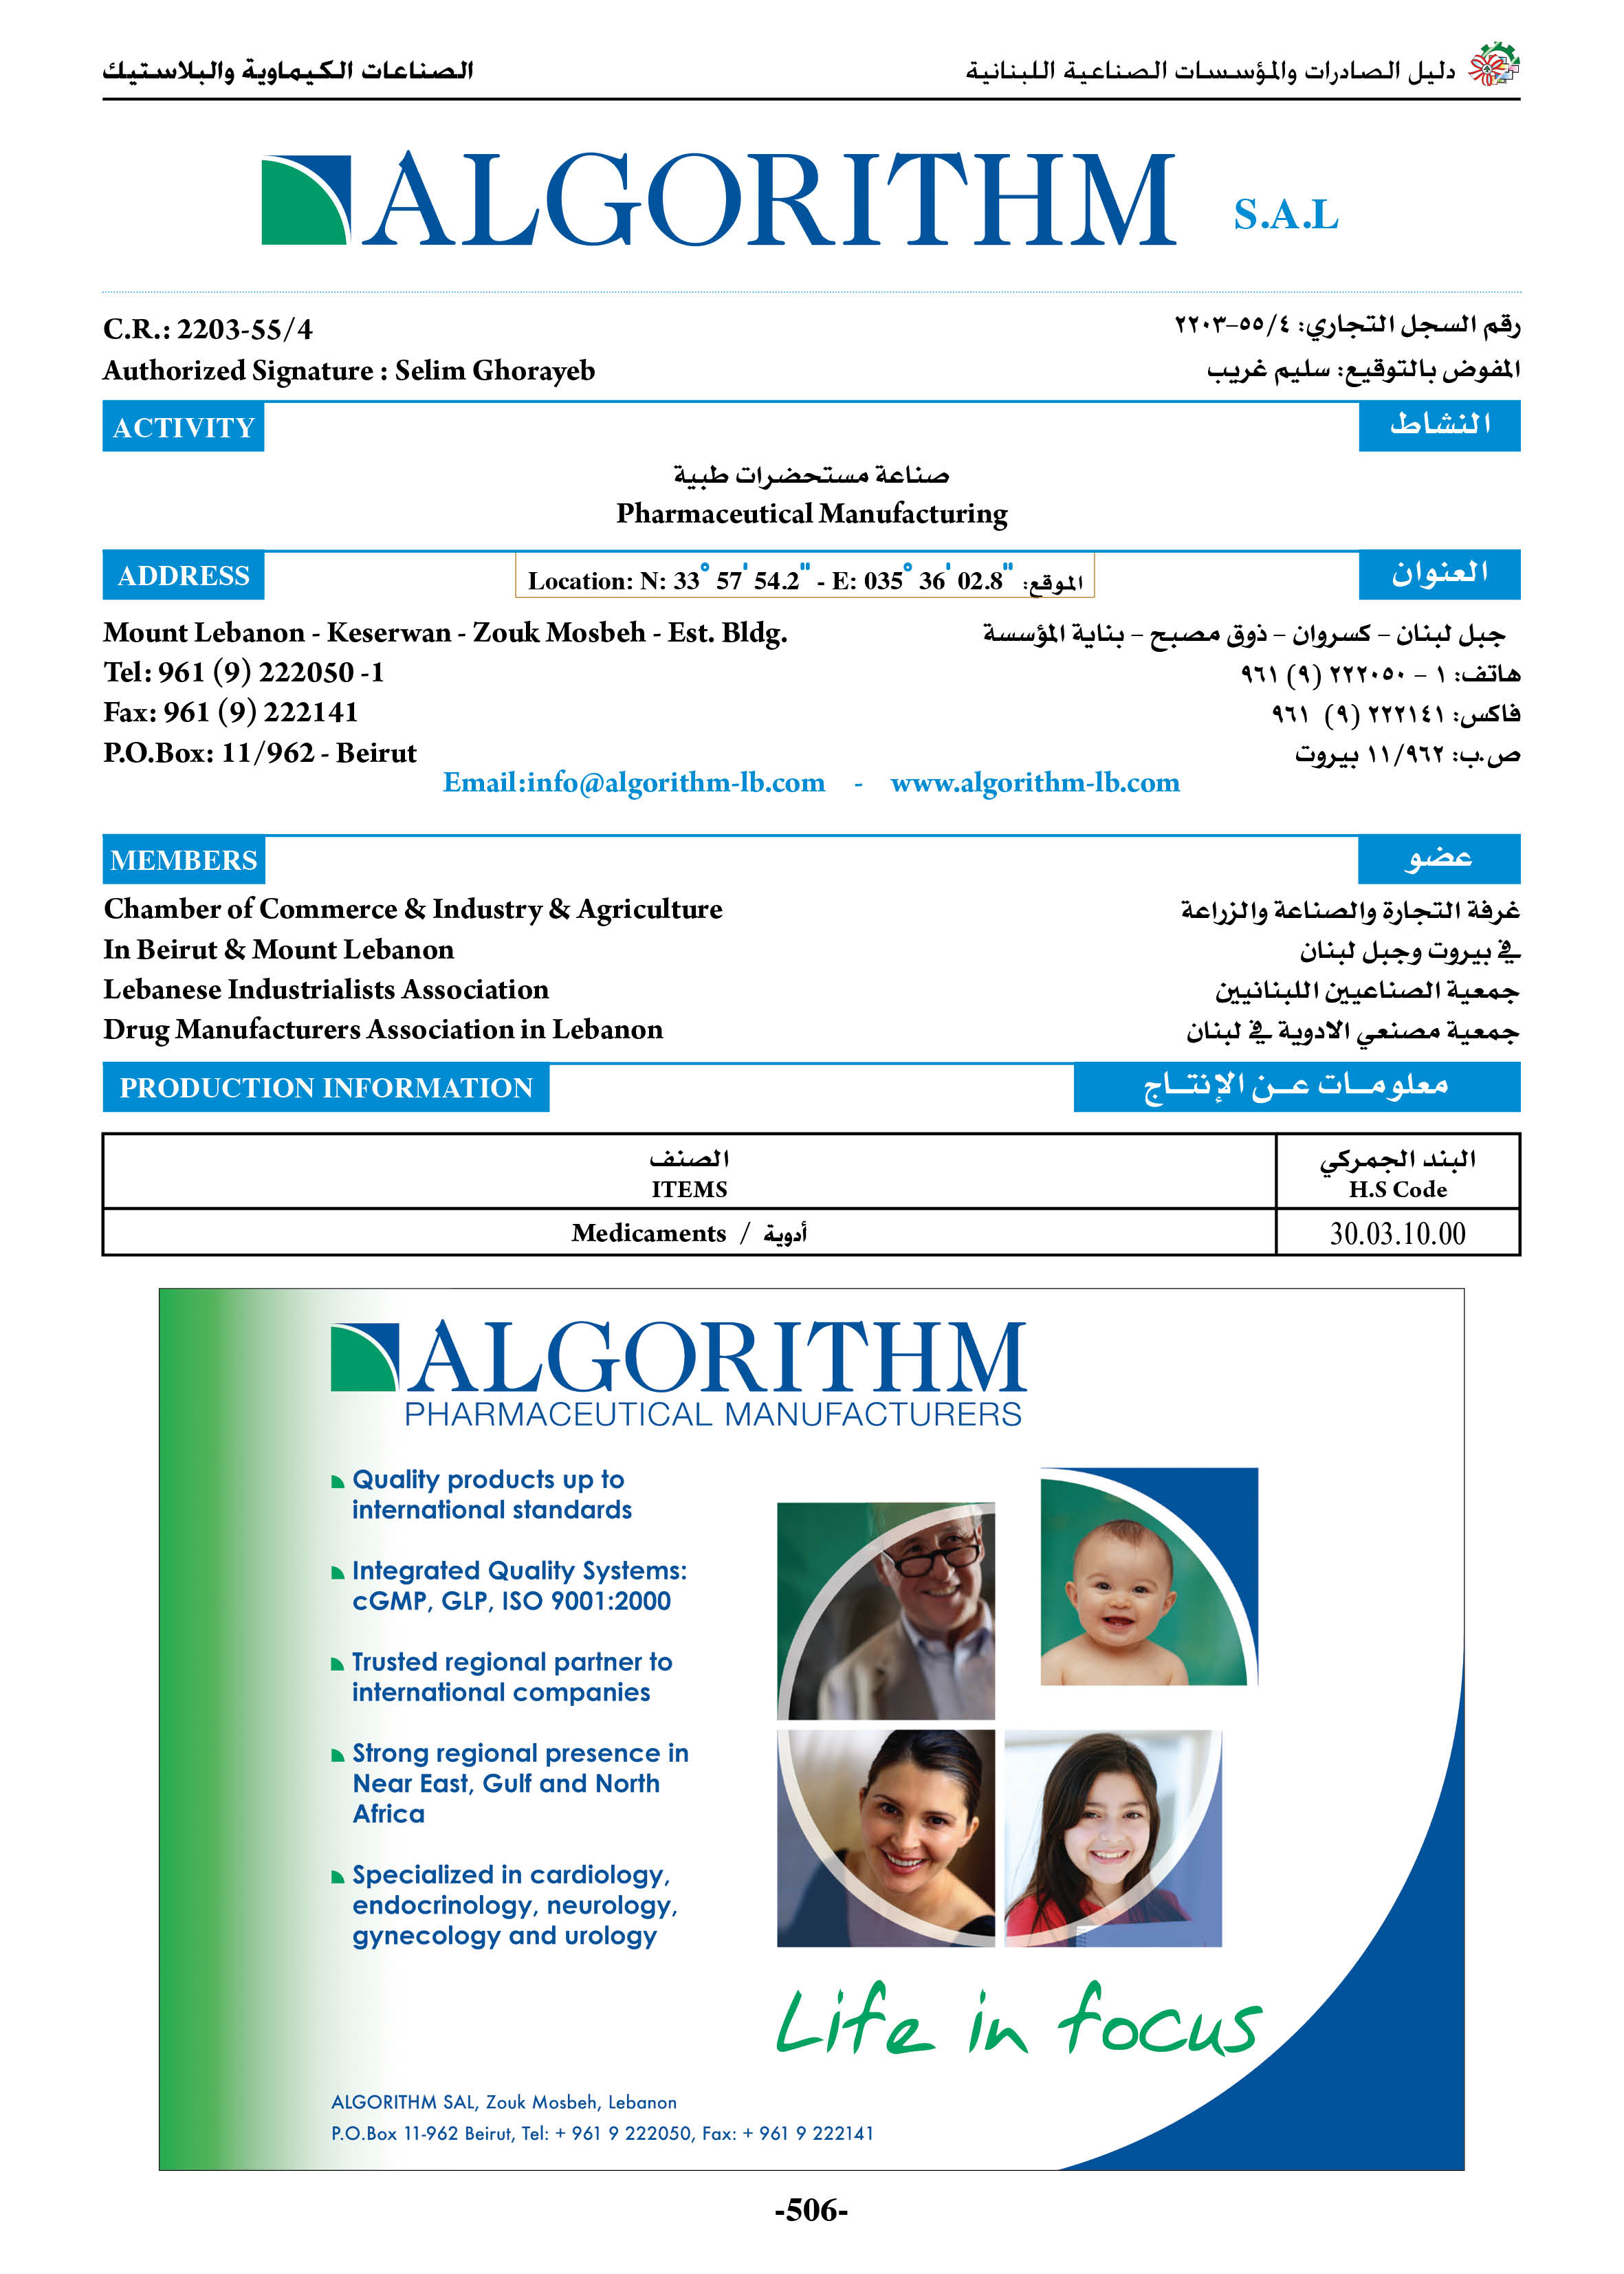 دليل الصادرات والمؤسسات الصناعية اللبنانية
الصناعات الكيماوية والبلاستيك
ALGORITHM S.A.L
C.R.: 2203-55/4
رقم السجل التجاري: ٥٥/٤-٢٢٠٣
Authorized Signature : Selim Ghorayeb
المفوض بالتوقيع: سليم غريب
ACTIVITY
النشاط
صناعة مستحضرات طبية
Pharmaceutical Manufacturing
ADDRESS
Location: N: 33° 57' 54.2" - E: 035° 36' 02.8" :الموقع
العنوان
Mount Lebanon - Keserwan - Zouk Mosbeh - Est. Bldg.
جبل لبنان - كسروان - ذوق مصبح - بناية المؤسسة
Tel: 961 (9) 222050 -1
هاتف: ١ - ٢٢٢٠٥٠ (٩) ٩٦١
Fax: 961 (9) 222141
فاكس: ٢٢٢١٤١ (٩) ٩٦١
P.O.Box: 11/962 - Beirut
ص.ب: ١١/٩٦٢ بيروت
Email:info@algorithm-lb.com - www.algorithm-lb.com
MEMBERS
عضو
Chamber of Commerce & Industry & Agriculture
غرفة التجارة والصناعة والزراعة
In Beirut & Mount Lebanon
في بيروت وجبل لبنان
Lebanese Industrialists Association
جمعية الصناعيين اللبنانيين
Drug Manufacturers Association in Lebanon
جمعية مصنعي الادوية في لبنان
PRODUCTION INFORMATION
معلومـات عـن الإنتـاج
الصنف
ITEMS
البند الجمركي
H.S Code
Medicaments / أدوية
30.03.10.00
ALGORITHM
PHARMACEUTICAL MANUFACTURERS
Quality products up to
international standards
Integrated Quality Systems:
cGMP, GLP, ISO 9001:2000
Trusted regional partner to
international companies
Strong regional presence in
Near East, Gulf and North
Africa
Specialized in cardiology,
endocrinology, neurology,
gynecology and urology
Life in focus
ALGORITHM SAL, Zouk Mosbeh, Lebanon
P.O.Box 11-962 Beirut, Tel: + 961 9 222050, Fax: + 961 9 222141
-506-